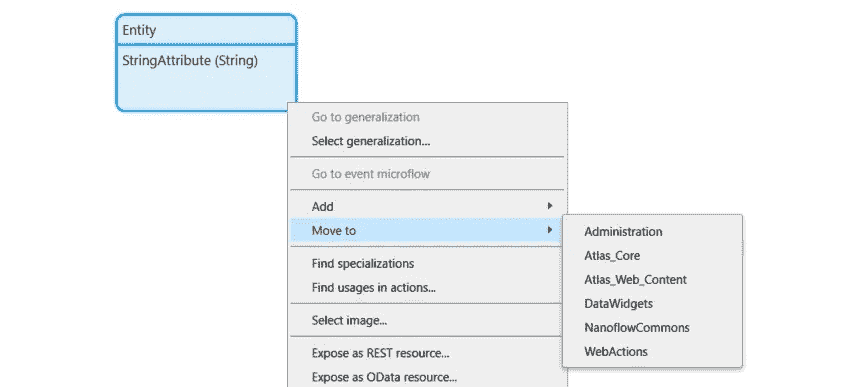 Entity
StringAttribute (String)
Go to generalization
Select generalization...
Go to event microflow
Add
Move to
Find specializations
Find usages in actions...
Select image...
Expose as REST resource...
Expose as OData resource...
Administration
Atlas_Core
Atlas_Web_Content
DataWidgets
NanoflowCommons
WebActions